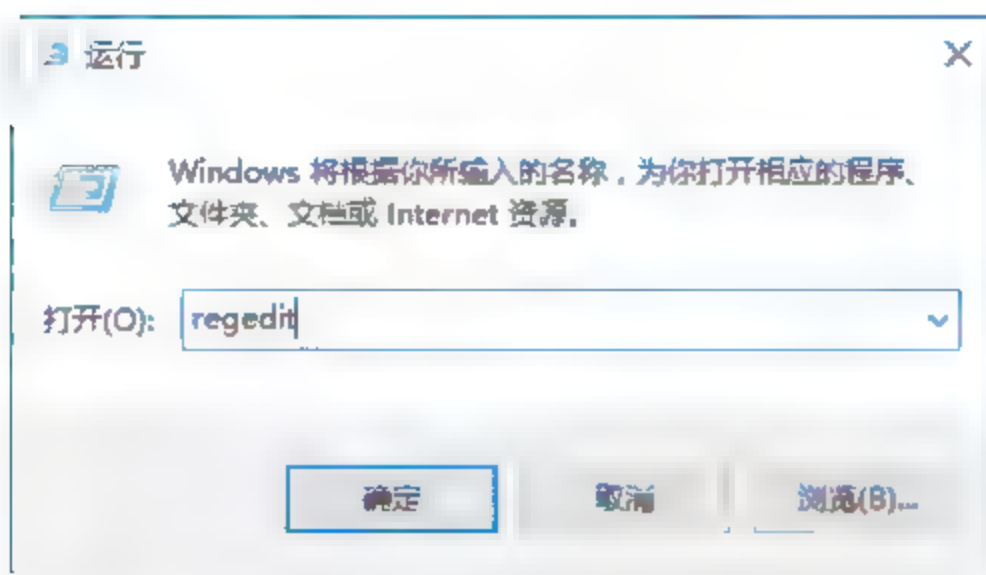 运行
Windows 将根据你所输入的名称，为你打开相应的程序、
文件夹、文档或 Internet 资源。
打开(O): regedit
确定 取消 浏览(B)...